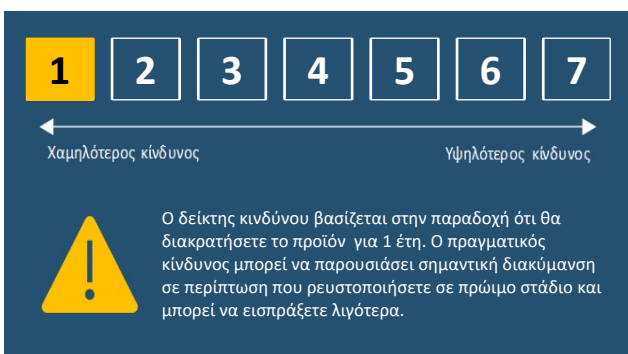 1 2 3 4 5 6 7
Χαμηλότερος κίνδυνος Υψηλότερος κίνδυνος
Ο δείκτης κινδύνου βασίζεται στην παραδοχή ότι θα
διακρατήσετε το προϊόν για 1 έτη. Ο πραγματικός
κίνδυνος μπορεί να παρουσιάσει σημαντική διακύμανση
σε περίπτωση που ρευστοποιήσετε σε πρώιμο στάδιο και
μπορεί να εισπράξετε λιγότερα.